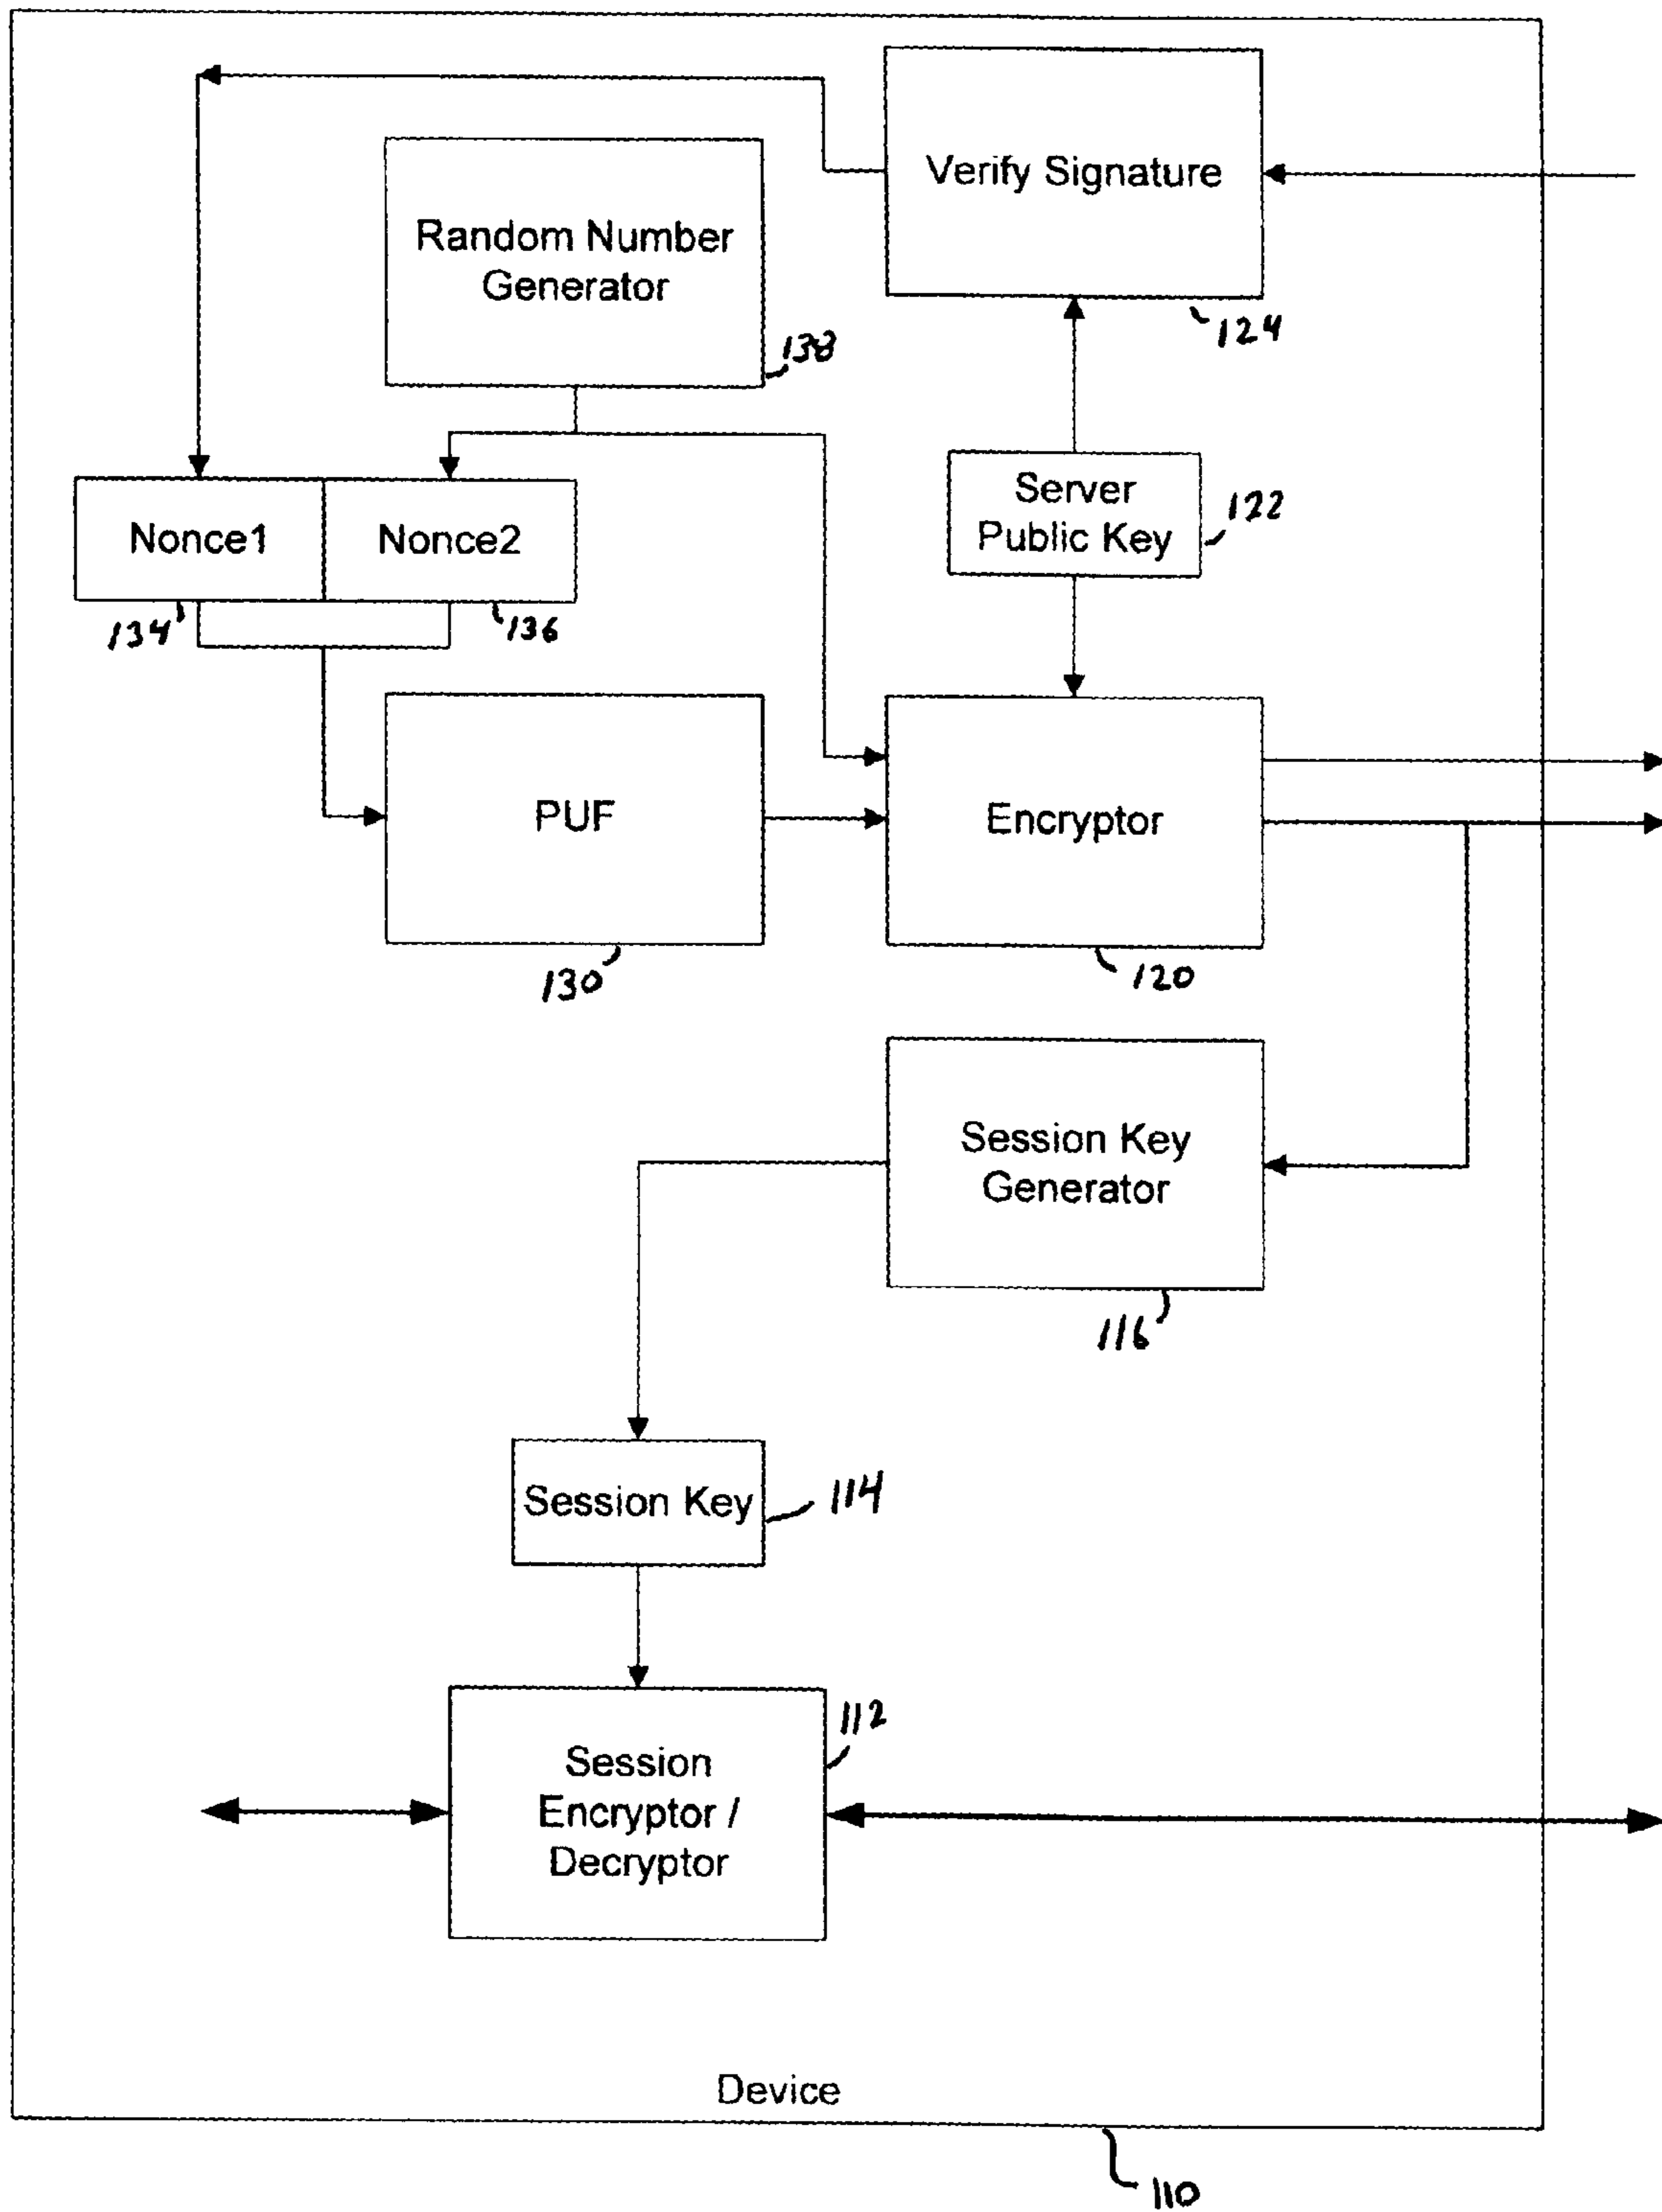 Verify Signature
124
Random Number
Generator
138
Server
Public Key
122
Nonce1
Nonce2
134
136
PUF
130
Encryptor
120
Session Key
Generator
116
Session Key
114
Session
Encryptor /
Decryptor
112
Device
110